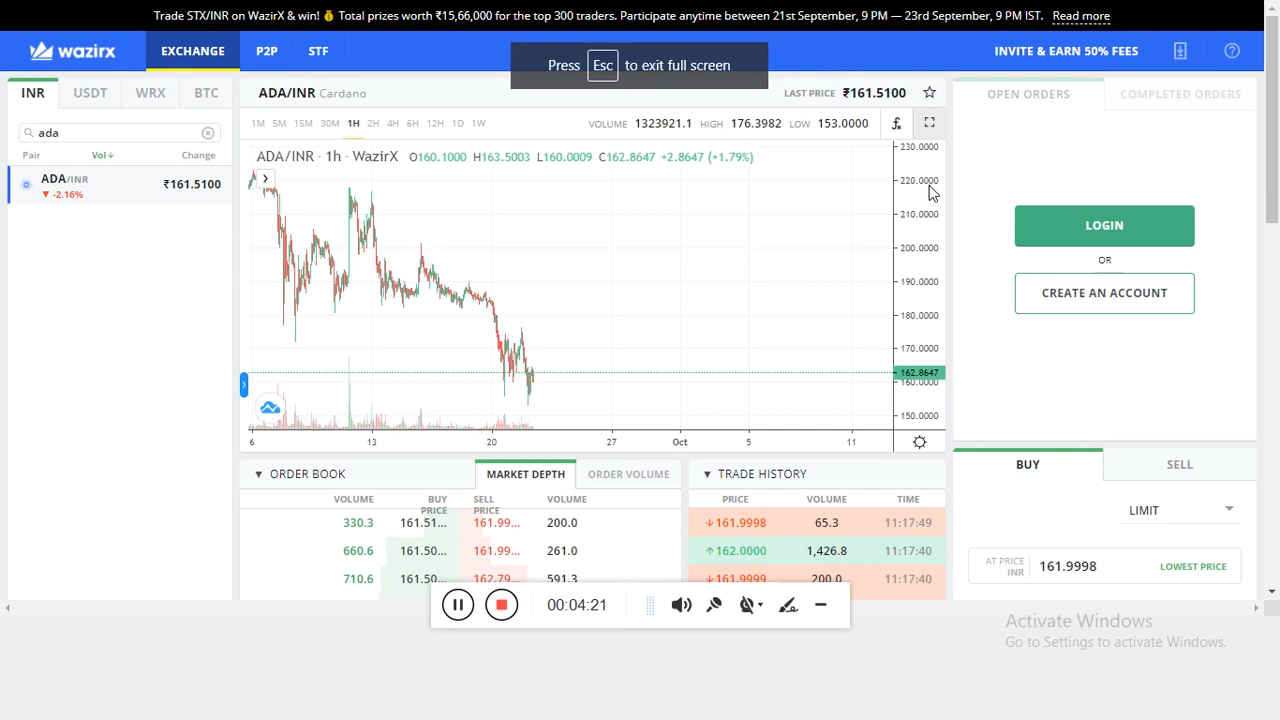 Trade STX/INR on WazirX & win! 💰 Total prizes worth ₹15,66,000 for the top 300 traders. Participate anytime between 21st September, 9 PM — 23rd September, 9 PM IST. Read more
wazirx EXCHANGE P2P STF INVITE & EARN 50% FEES
Press Esc to exit full screen
INR USDT WRX BTC
ada
Pair Vol↓ Change
ADA/INR ₹161.5100
▼ -2.16%
ADA/INR Cardano LAST PRICE ₹161.5100
1M 5M 15M 30M 1H 2H 4H 6H 12H 1D 1W VOLUME 1323921.1 HIGH 176.3982 LOW 153.0000
ADA/INR · 1h · WazirX O160.1000 H163.5003 L160.0009 C162.8647 +2.8647 (+1.79%)
230.0000
220.0000
210.0000
200.0000
190.0000
180.0000
170.0000
162.8647
160.0000
150.0000
6 13 20 27 Oct 5 11
OPEN ORDERS COMPLETED ORDERS
LOGIN
OR
CREATE AN ACCOUNT
▼ ORDER BOOK MARKET DEPTH ORDER VOLUME
VOLUME BUY PRICE SELL PRICE VOLUME
330.3 161.51... 161.99... 200.0
660.6 161.50... 161.99... 261.0
710.6 161.50... 162.79... 591.3
▼ TRADE HISTORY
PRICE VOLUME TIME
↓161.9998 65.3 11:17:49
↑162.0000 1,426.8 11:17:40
↓161.9999 200.0 11:17:40
BUY SELL
LIMIT
AT PRICE INR 161.9998 LOWEST PRICE
00:04:21
Activate Windows
Go to Settings to activate Windows.